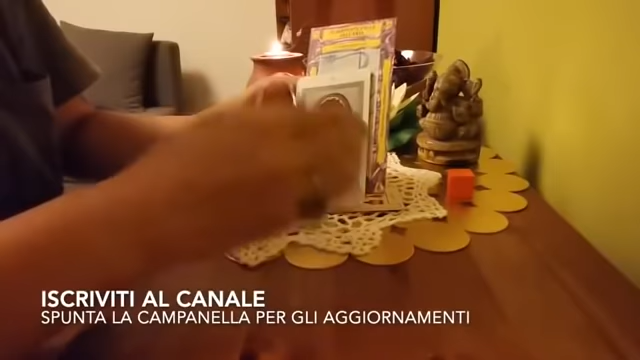 ISCRIVITI AL CANALE
SPUNTA LA CAMPANELLA PER GLI AGGIORNAMENTI